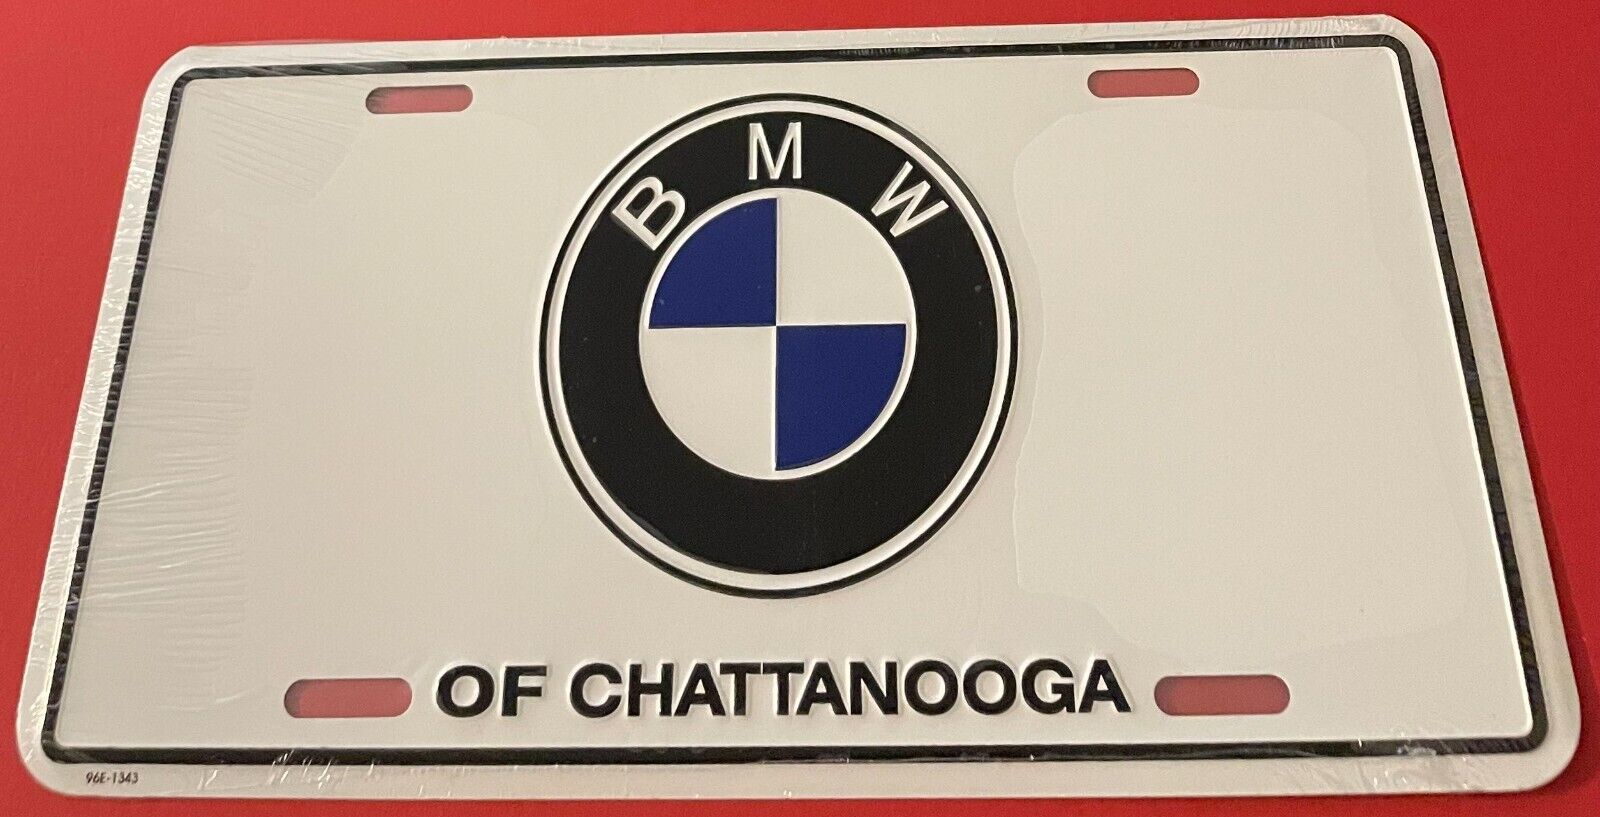 BMW
OF CHATTANOOGA
96E-1343